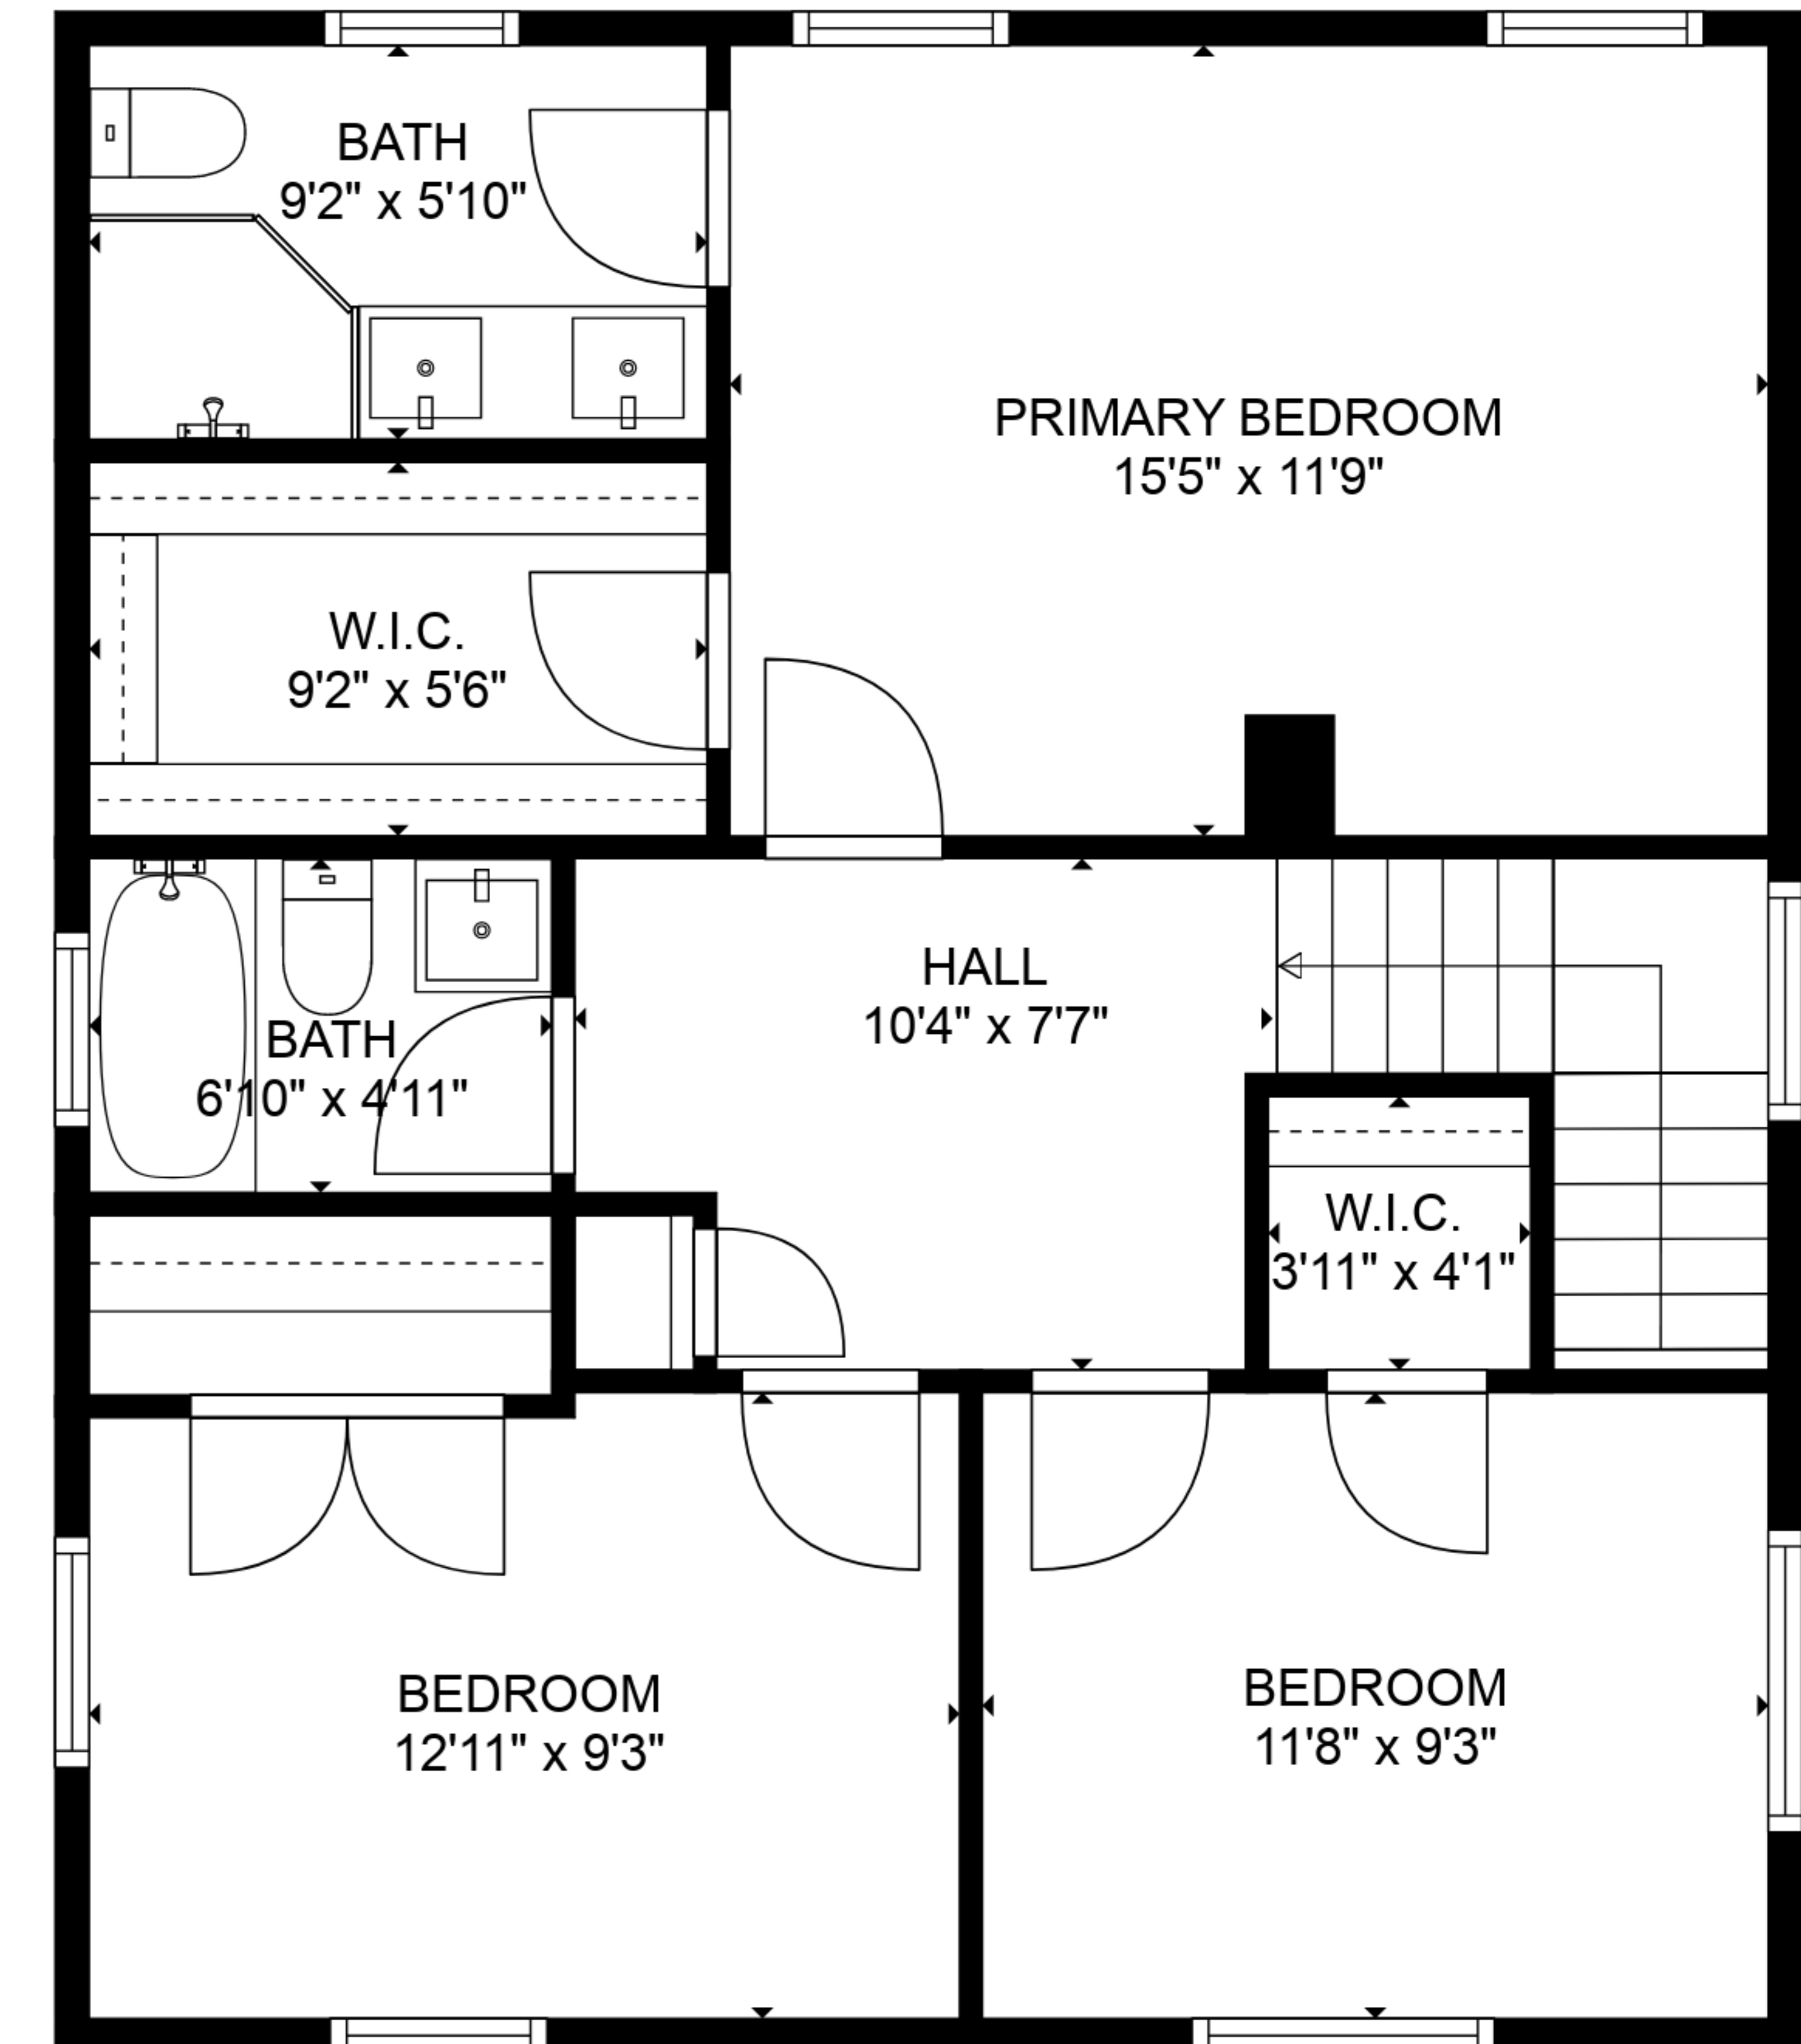 BATH
9'2" x 5'10"
PRIMARY BEDROOM
15'5" x 11'9"
W.I.C.
9'2" x 5'6"
HALL
10'4" x 7'7"
BATH
6'10" x 4'11"
W.I.C.
3'11" x 4'1"
BEDROOM
12'11" x 9'3"
BEDROOM
11'8" x 9'3"